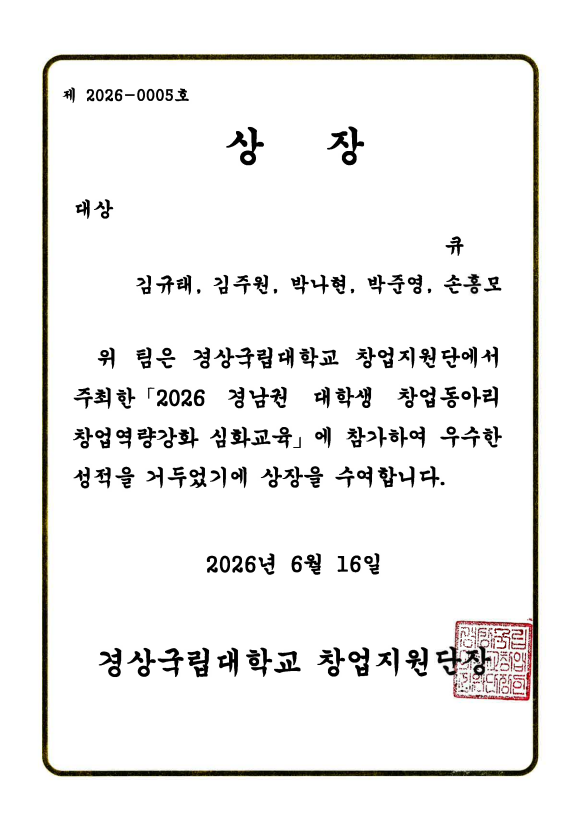 제 2026-0005호
상 장
대상
큐
김규태, 김주원, 박나현, 박준영, 손흥모
위 팀은 경상국립대학교 창업지원단에서
주최한「2026 경남권 대학생 창업동아리
창업역량강화 심화교육」에 참가하여 우수한
성적을 거두었기에 상장을 수여합니다.
2026년 6월 16일
경상국립대학교 창업지원단장